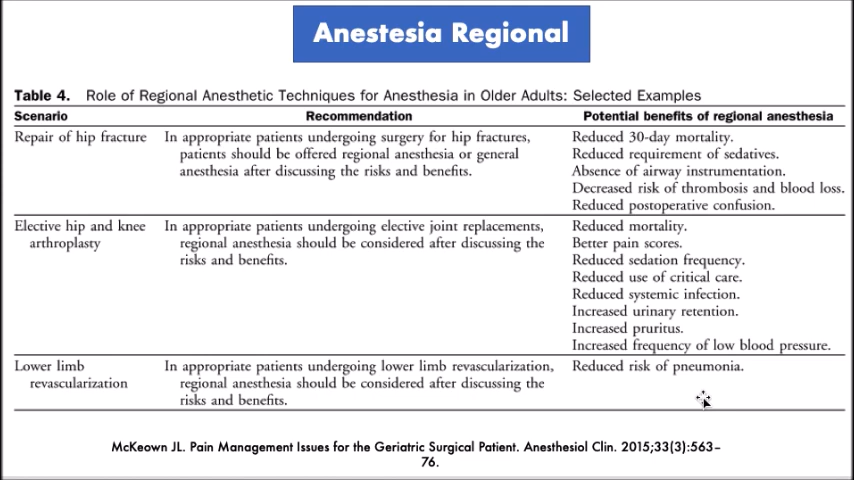 Anestesia Regional
Table 4. Role of Regional Anesthetic Techniques for Anesthesia in Older Adults: Selected Examples
Scenario Recommendation Potential benefits of regional anesthesia
Repair of hip fracture In appropriate patients undergoing surgery for hip fractures, Reduced 30-day mortality.
patients should be offered regional anesthesia or general Reduced requirement of sedatives.
anesthesia after discussing the risks and benefits. Absence of airway instrumentation.
Decreased risk of thrombosis and blood loss.
Reduced postoperative confusion.
Elective hip and knee In appropriate patients undergoing elective joint replacements, Reduced mortality.
arthroplasty regional anesthesia should be considered after discussing the Better pain scores.
risks and benefits. Reduced sedation frequency.
Reduced use of critical care.
Reduced systemic infection.
Increased urinary retention.
Increased pruritus.
Increased frequency of low blood pressure.
Lower limb In appropriate patients undergoing lower limb revascularization, Reduced risk of pneumonia.
revascularization regional anesthesia should be considered after discussing the
risks and benefits.
McKeown JL. Pain Management Issues for the Geriatric Surgical Patient. Anesthesiol Clin. 2015;33(3):563–
76.